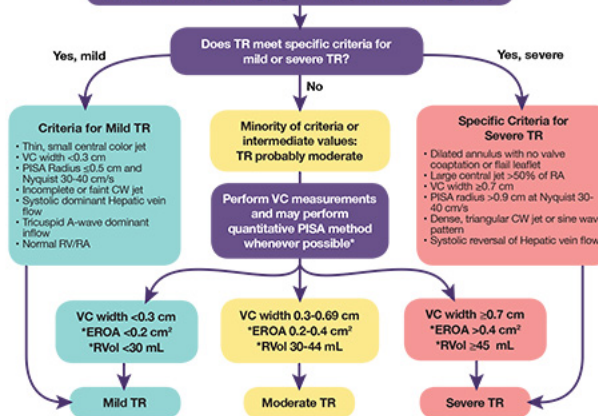 Does TR meet specific criteria for
mild or severe TR?
Yes, mild
Yes, severe
No
Criteria for Mild TR
• Thin, small central color jet
• VC width <0.3 cm
• PISA Radius ≤0.5 cm and
Nyquist 30-40 cm/s
• Incomplete or faint CW jet
• Systolic dominant Hepatic vein
flow
• Tricuspid A-wave dominant
inflow
• Normal RV/RA
Minority of criteria or
intermediate values:
TR probably moderate
Specific Criteria for
Severe TR
• Dilated annulus with no valve
coaptation or flail leaflet
• Large central jet >50% of RA
• VC width ≥0.7 cm
• PISA radius >0.9 cm at Nyquist 30-
40 cm/s
• Dense, triangular CW jet or sine wave
pattern
• Systolic reversal of Hepatic vein flow
Perform VC measurements
and may perform
quantitative PISA method
whenever possible*
VC width <0.3 cm
*EROA <0.2 cm²
*RVol <30 mL
VC width 0.3-0.69 cm
*EROA 0.2-0.4 cm²
*RVol 30-44 mL
VC width ≥0.7 cm
*EROA >0.4 cm²
*RVol ≥45 mL
Mild TR
Moderate TR
Severe TR